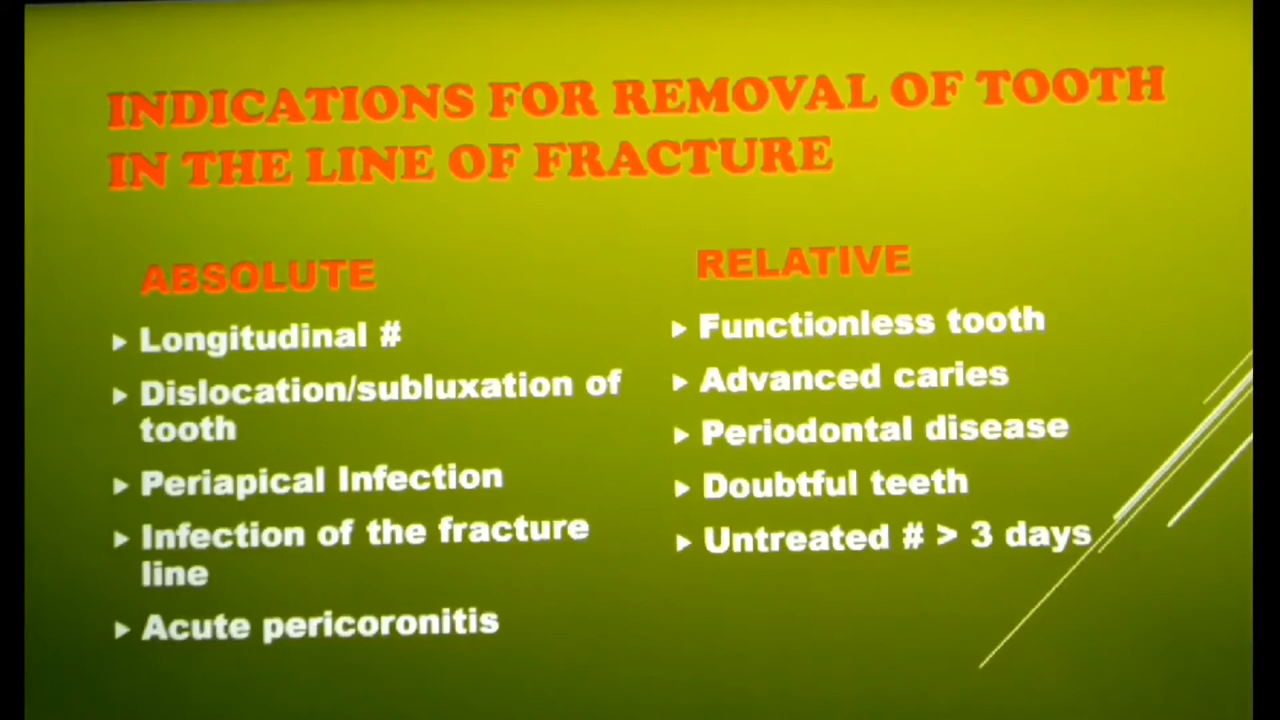 INDICATIONS FOR REMOVAL OF TOOTH
IN THE LINE OF FRACTURE
ABSOLUTE
Longitudinal #
Dislocation/subluxation of
tooth
Periapical Infection
Infection of the fracture
line
Acute pericoronitis
RELATIVE
Functionless tooth
Advanced caries
Periodontal disease
Doubtful teeth
Untreated # > 3 days